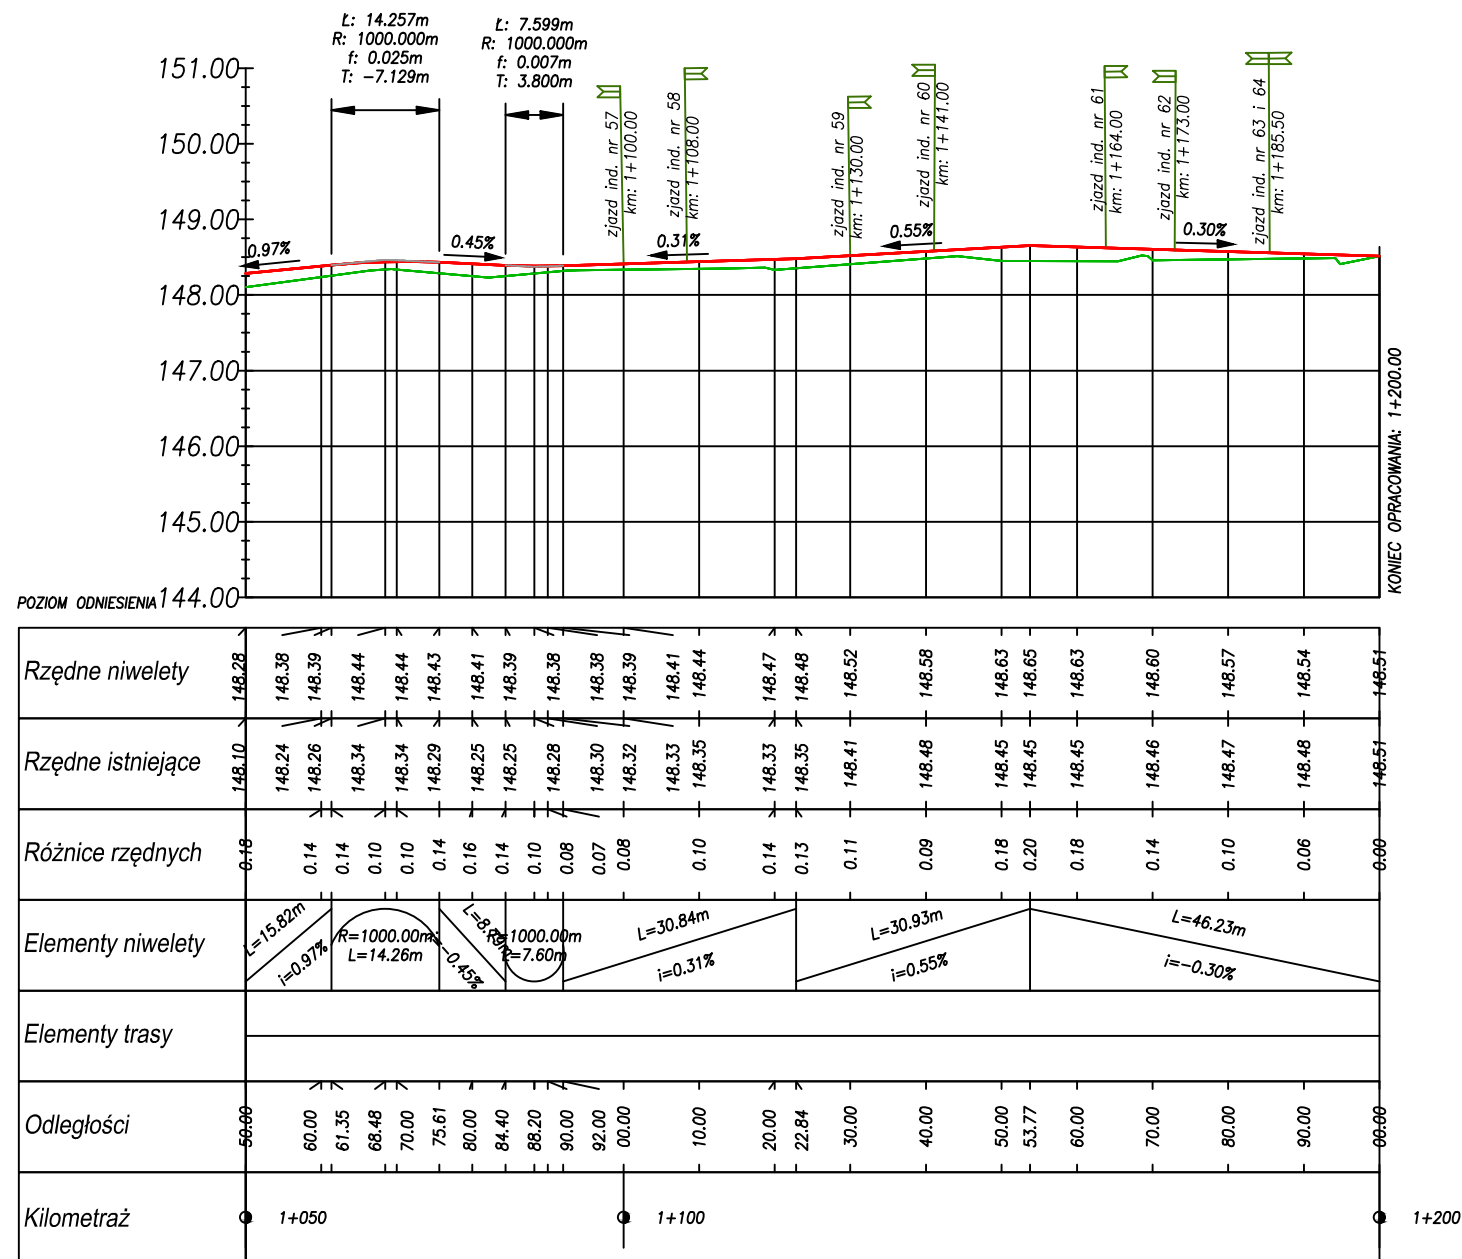 Ł: 14.257m
R: 1000.000m
f: 0.025m
T: -7.129m
Ł: 7.599m
R: 1000.000m
f: 0.007m
T: 3.800m
151.00
150.00
149.00
148.00
147.00
146.00
145.00
144.00
POZIOM ODNIESIENIA
0.97%
0.45%
0.31%
0.55%
0.30%
zjazd ind. nr 57
km: 1+100.00
zjazd ind. nr 58
km: 1+108.00
zjazd ind. nr 59
km: 1+130.00
zjazd ind. nr 60
km: 1+141.00
zjazd ind. nr 61
km: 1+164.00
zjazd ind. nr 62
km: 1+173.00
zjazd ind. nr 63 i 64
km: 1+185.50
KONIEC OPRACOWANIA: 1+200.00
Rzędne niwelety
148.28 148.38 148.39 148.44 148.44 148.43 148.41 148.39 148.38 148.38 148.39 148.41 148.44 148.47 148.48 148.52 148.58 148.63 148.65 148.63 148.60 148.57 148.54 148.51
Rzędne istniejące
148.10 148.24 148.26 148.34 148.34 148.29 148.25 148.25 148.28 148.30 148.32 148.33 148.35 148.33 148.35 148.41 148.48 148.45 148.45 148.45 148.46 148.47 148.48 148.51
Różnice rzędnych
0.18 0.14 0.14 0.10 0.10 0.14 0.16 0.14 0.10 0.08 0.07 0.08 0.10 0.14 0.13 0.11 0.09 0.18 0.20 0.18 0.14 0.10 0.06 0.00
Elementy niwelety
L=15.82m
i=0.97%
R=1000.00m
L=14.26m
i=-0.45%
R=1000.00m
L=7.60m
L=30.84m
i=0.31%
L=30.93m
i=0.55%
L=46.23m
i=-0.30%
Elementy trasy
Odległości
50.00 60.00 61.35 68.48 70.00 75.61 80.00 84.40 88.20 90.00 92.00 00.00 10.00 20.00 22.84 30.00 40.00 50.00 53.77 60.00 70.00 80.00 90.00 00.00
Kilometraż
1+050
1+100
1+200